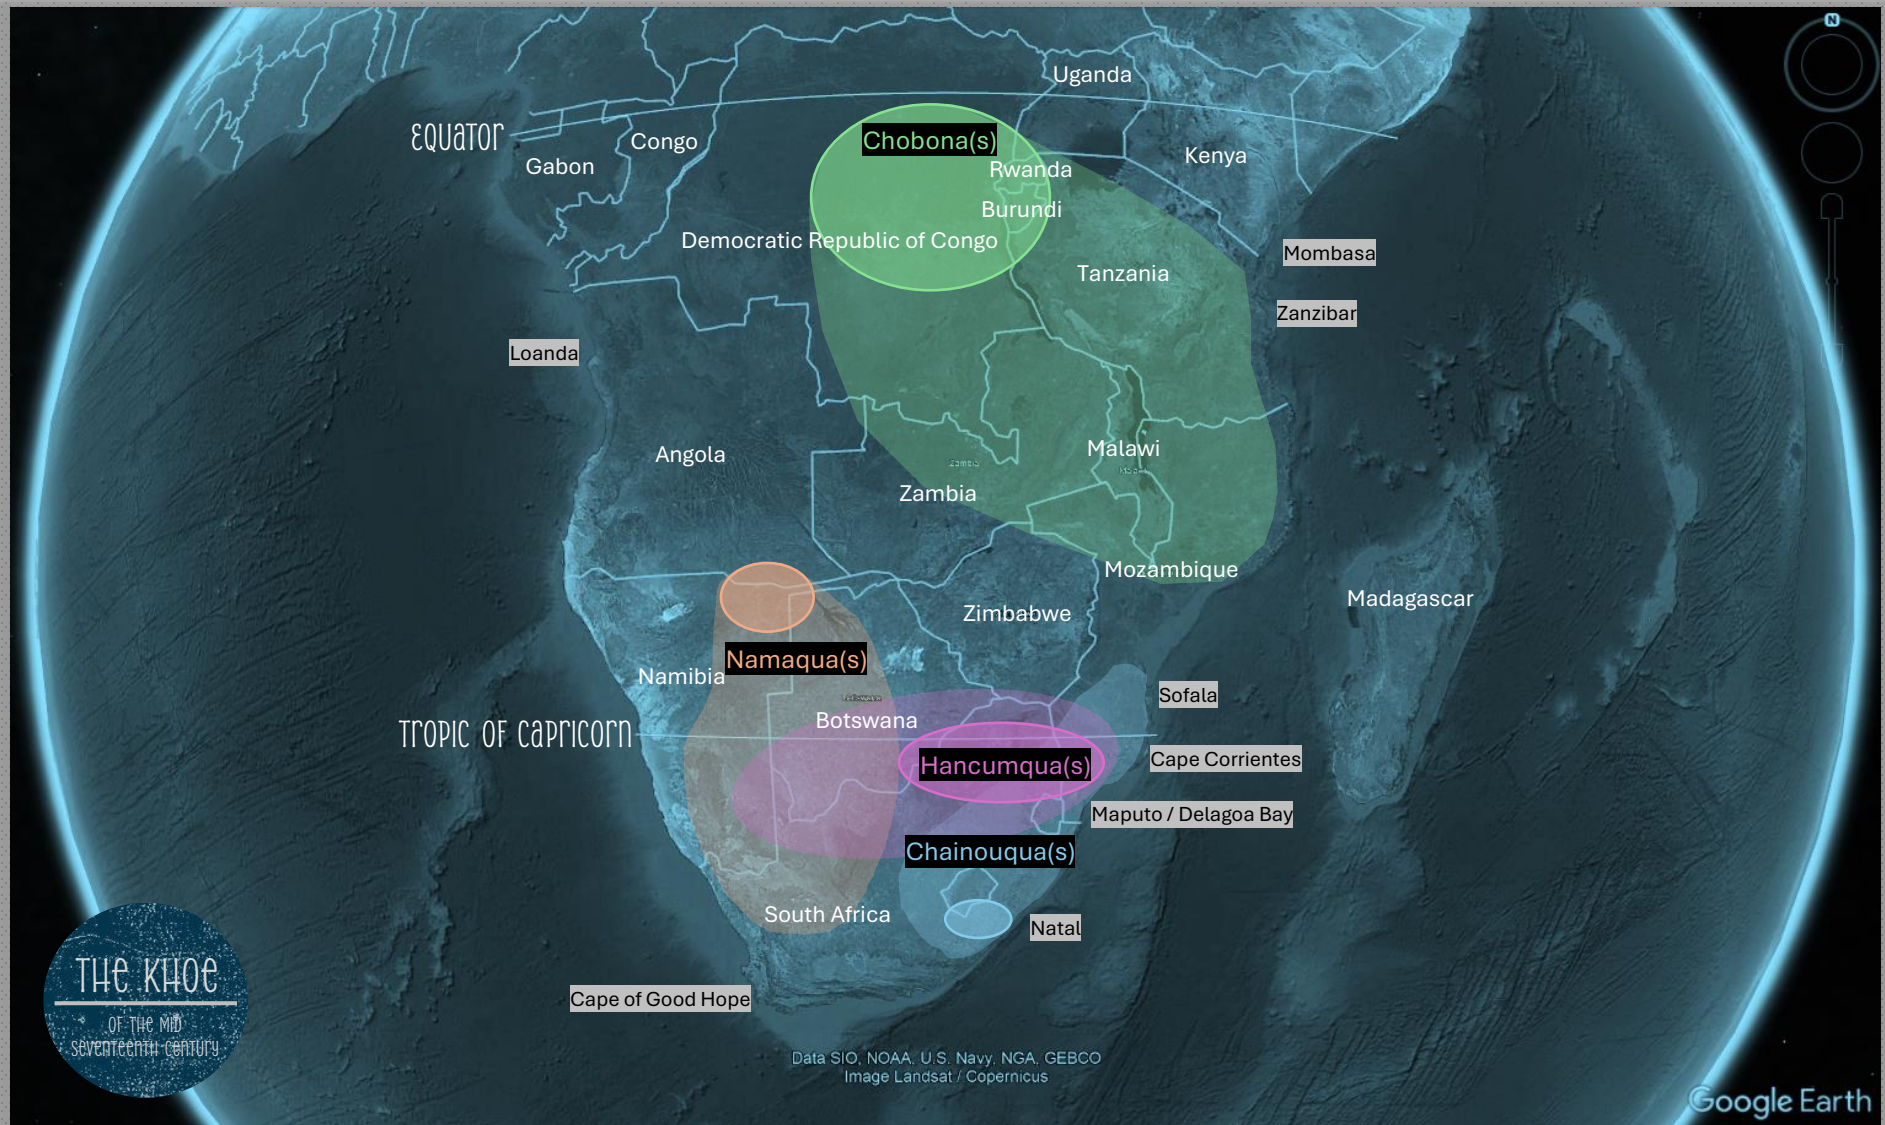 N
Uganda
Equator
Chobona(s)
Congo
Gabon
Kenya
Rwanda
Burundi
Democratic Republic of Congo
Mombasa
Tanzania
Zanzibar
Loanda
Angola
Malawi
Zambia
Zambia
Mozambique
Madagascar
Zimbabwe
Namaqua(s)
Namibia
Sofala
Botswana
Tropic of Capricorn
Cape Corrientes
Hancumqua(s)
Maputo / Delagoa Bay
Chainouqua(s)
South Africa
Natal
THE KHOE
OF THE MID
SEVENTEENTH CENTURY
Cape of Good Hope
Data SIO, NOAA, U.S. Navy, NGA, GEBCO
Image Landsat / Copernicus
Google Earth